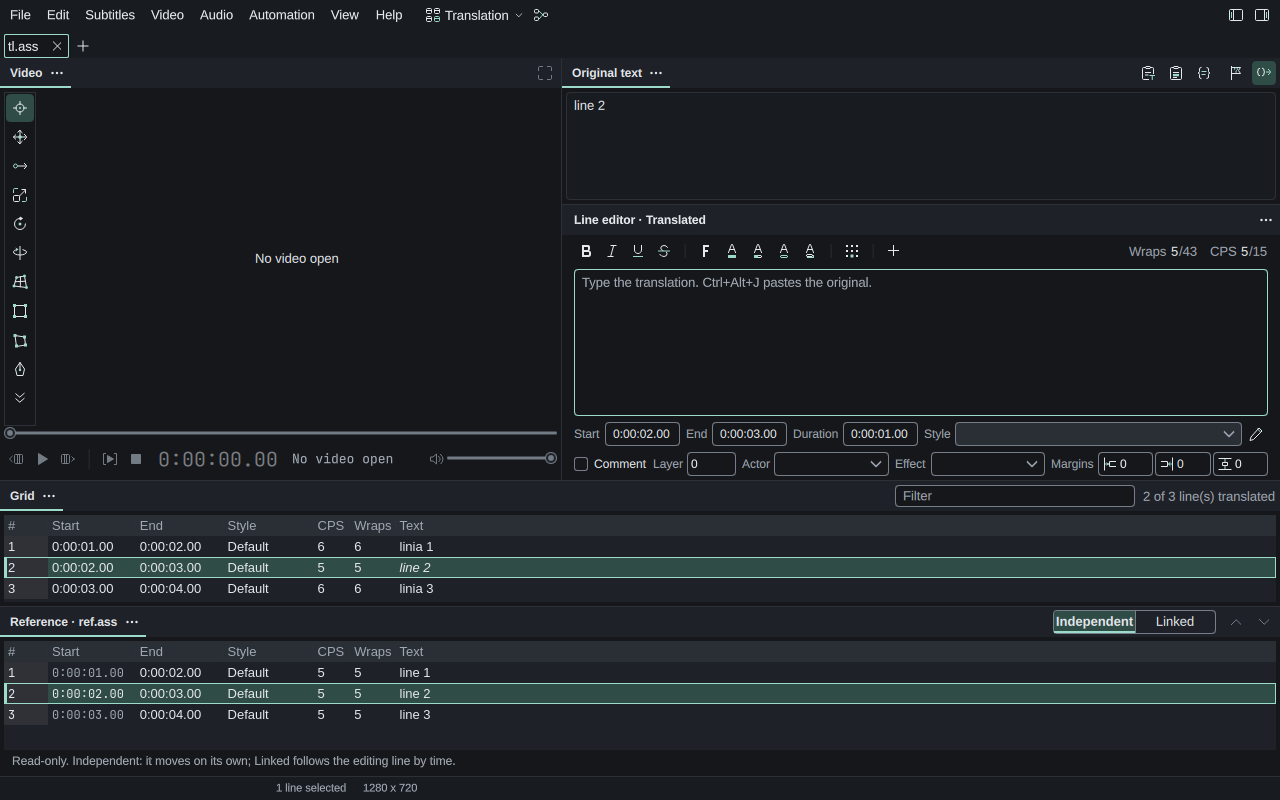 File Edit Subtitles Video Audio Automation View Help Translation
tl.ass
Video ···
Original text ···
line 2
No video open
Line editor · Translated ···
B I U S F A A A A
Wraps 5/43 CPS 5/15
Type the translation. Ctrl+Alt+J pastes the original.
Start 0:00:02.00 End 0:00:03.00 Duration 0:00:01.00 Style
0:00:00.00 No video open
Comment Layer 0 Actor Effect Margins 0 0 0
Grid ···
Filter 2 of 3 line(s) translated
# Start End Style CPS Wraps Text
1 0:00:01.00 0:00:02.00 Default 6 6 linia 1
2 0:00:02.00 0:00:03.00 Default 5 5 line 2
3 0:00:03.00 0:00:04.00 Default 6 6 linia 3
Reference · ref.ass ···
Independent Linked
# Start End Style CPS Wraps Text
1 0:00:01.00 0:00:02.00 Default 5 5 line 1
2 0:00:02.00 0:00:03.00 Default 5 5 line 2
3 0:00:03.00 0:00:04.00 Default 5 5 line 3
Read-only. Independent: it moves on its own; Linked follows the editing line by time.
1 line selected 1280 x 720